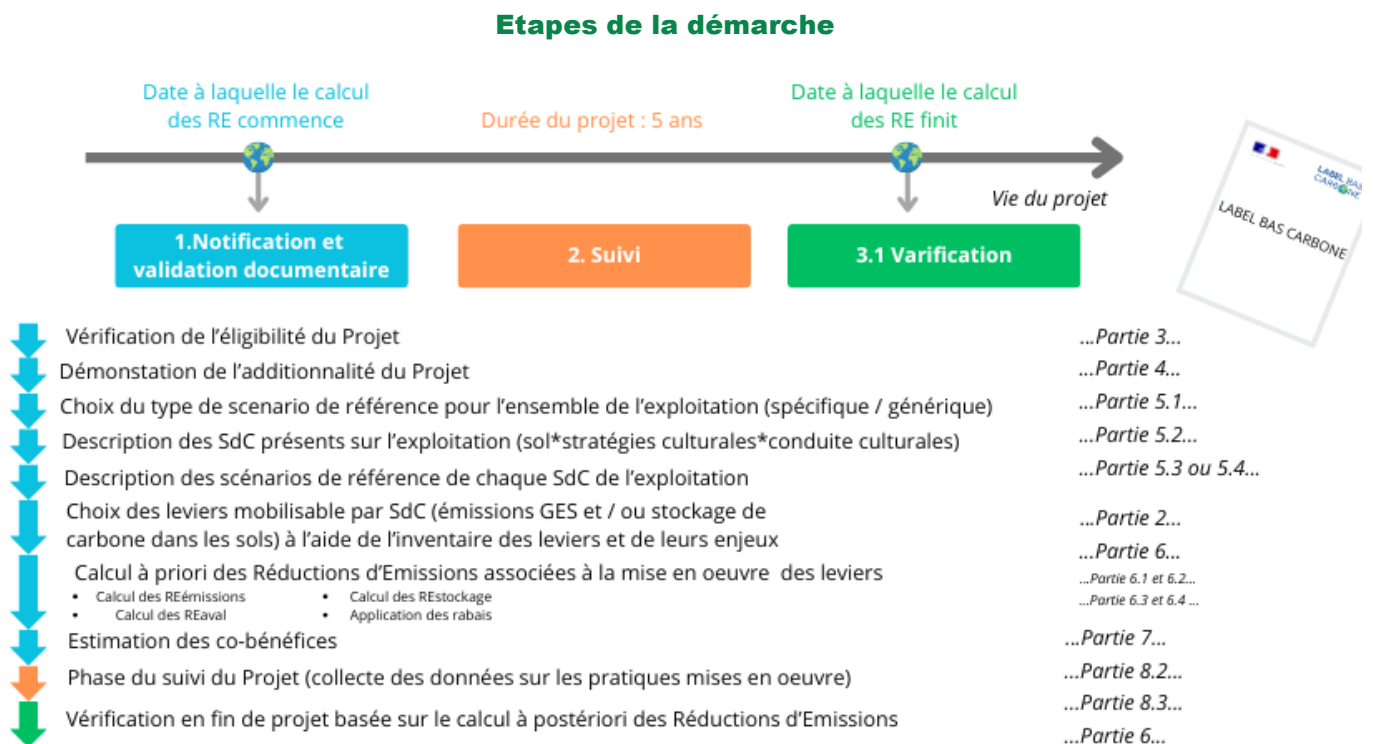 Etapes de la démarche
Date à laquelle le calcul
des RE commence
Durée du projet : 5 ans
Date à laquelle le calcul
des RE finit
Vie du projet
1.Notification et
validation documentaire
2. Suivi
3.1 Varification
LABEL BAS
CARBONE
LABEL BAS CARBONE
Vérification de l'éligibilité du Projet
...Partie 3...
Démonstation de l'additionnalité du Projet
...Partie 4...
Choix du type de scenario de référence pour l'ensemble de l'exploitation (spécifique / générique)
...Partie 5.1...
Description des SdC présents sur l'exploitation (sol*stratégies culturales*conduite culturales)
...Partie 5.2...
Description des scénarios de référence de chaque SdC de l'exploitation
...Partie 5.3 ou 5.4...
Choix des leviers mobilisable par SdC (émissions GES et / ou stockage de
carbone dans les sols) à l'aide de l'inventaire des leviers et de leurs enjeux
...Partie 2...
...Partie 6...
Calcul à priori des Réductions d'Emissions associées à la mise en oeuvre des leviers
• Calcul des REémissions
• Calcul des REstockage
...Partie 6.1 et 6.2...
• Calcul des REaval
• Application des rabais
...Partie 6.3 et 6.4 ...
Estimation des co-bénéfices
...Partie 7...
Phase du suivi du Projet (collecte des données sur les pratiques mises en oeuvre)
...Partie 8.2...
...Partie 8.3...
Vérification en fin de projet basée sur le calcul à postériori des Réductions d'Emissions
...Partie 6...